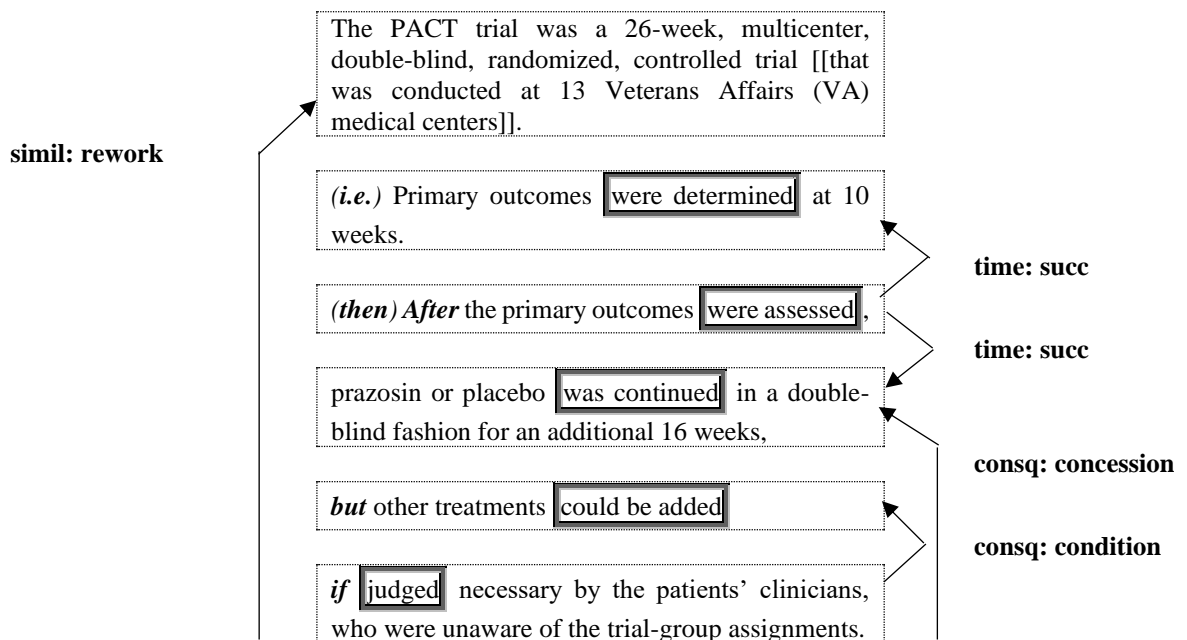 The PACT trial was a 26-week, multicenter,
double-blind, randomized, controlled trial [[that
was conducted at 13 Veterans Affairs (VA)
medical centers]].
simil: rework
(i.e.) Primary outcomes were determined at 10
weeks.
time: succ
(then) After the primary outcomes were assessed,
time: succ
prazosin or placebo was continued in a double-
blind fashion for an additional 16 weeks,
consq: concession
but other treatments could be added
consq: condition
if judged necessary by the patients’ clinicians,
who were unaware of the trial-group assignments.